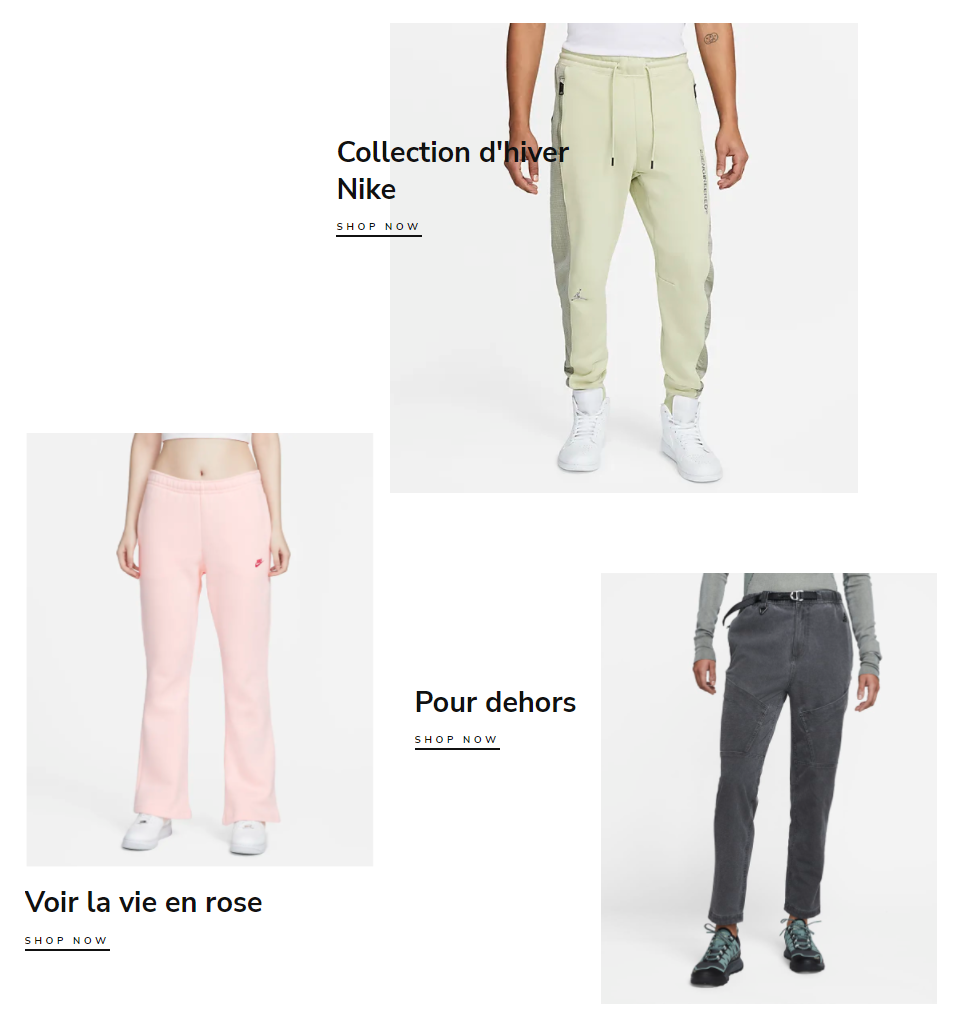 Collection d'hiver
Nike
SHOP NOW
Pour dehors
SHOP NOW
Voir la vie en rose
SHOP NOW